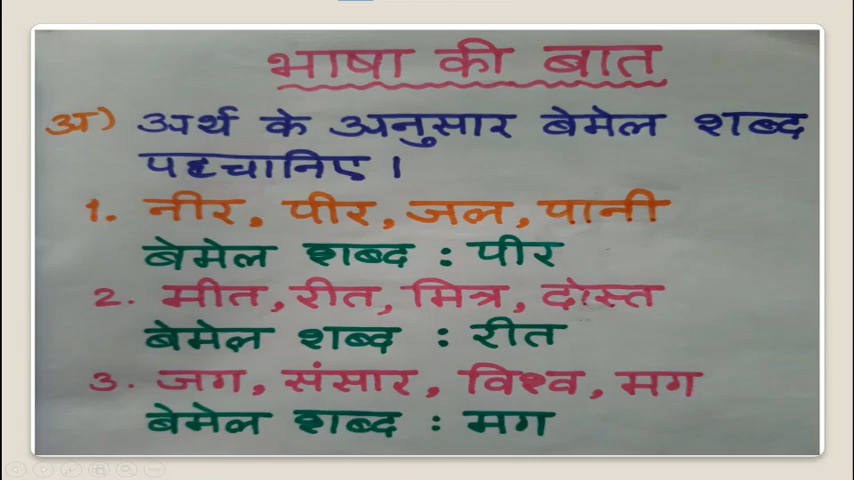 भाषा की बात
अ) अर्थ के अनुसार बेमेल शब्द
पहचानिए।
1. नीर, पीर, जल, पानी
बेमेल शब्द : पीर
2. मीत, रीत, मित्र, दोस्त
बेमेल शब्द : रीत
3. जग, संसार, विश्व, मग
बेमेल शब्द : मग